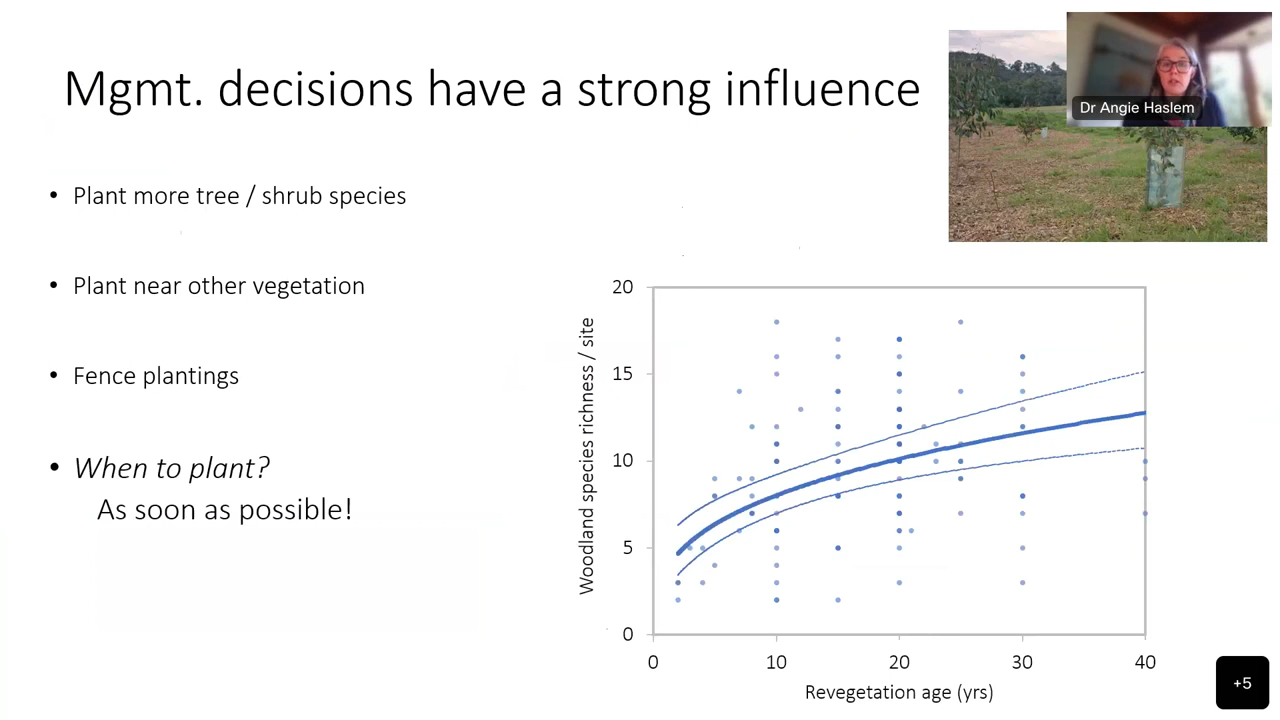 Mgmt. decisions have a strong influence
Dr Angie Haslem
• Plant more tree / shrub species
• Plant near other vegetation
• Fence plantings
• When to plant?
As soon as possible!
Woodland species richness / site
20
15
10
5
0
0 10 20 30 40
Revegetation age (yrs)
+5